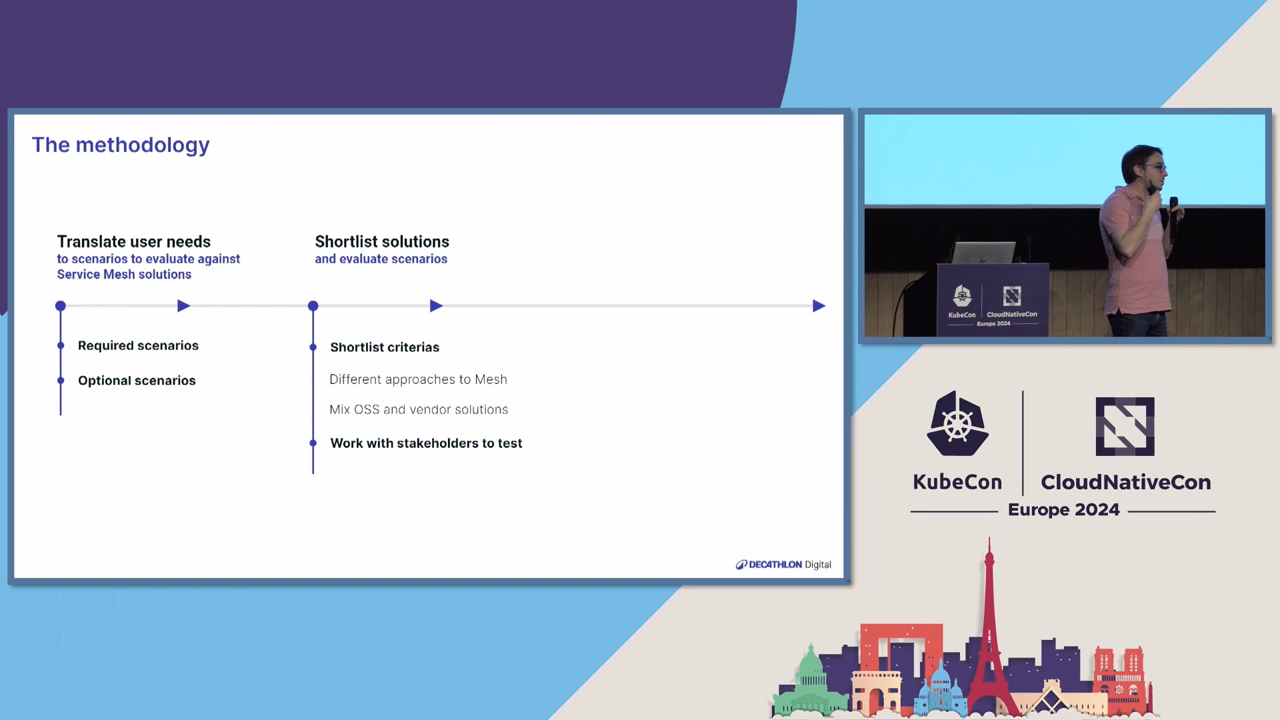 The methodology
Translate user needs
to scenarios to evaluate against
Service Mesh solutions
Required scenarios
Optional scenarios
Shortlist solutions
and evaluate scenarios
Shortlist criterias
Different approaches to Mesh
Mix OSS and vendor solutions
Work with stakeholders to test
DECATHLON Digital
KubeCon
CloudNativeCon
Europe 2024
KubeCon
CloudNativeCon
Europe 2024